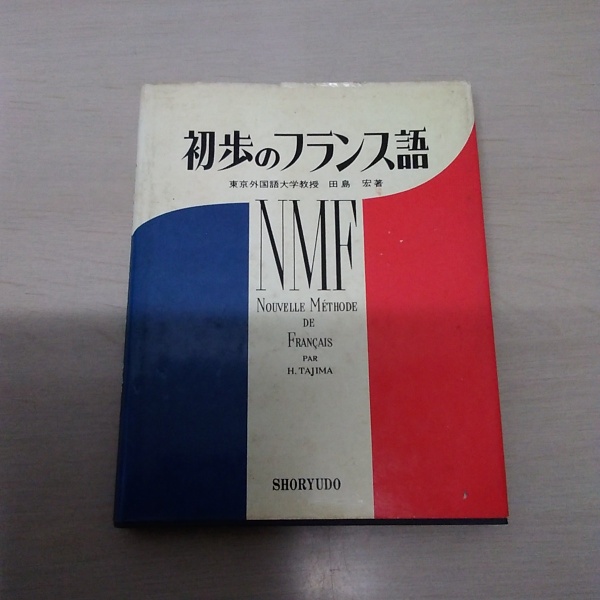 初歩のフランス語
東京外国語大学教授 田島 宏著
NMF
NOUVELLE MÉTHODE
DE
FRANÇAIS
PAR
H. TAJIMA
SHORYUDO